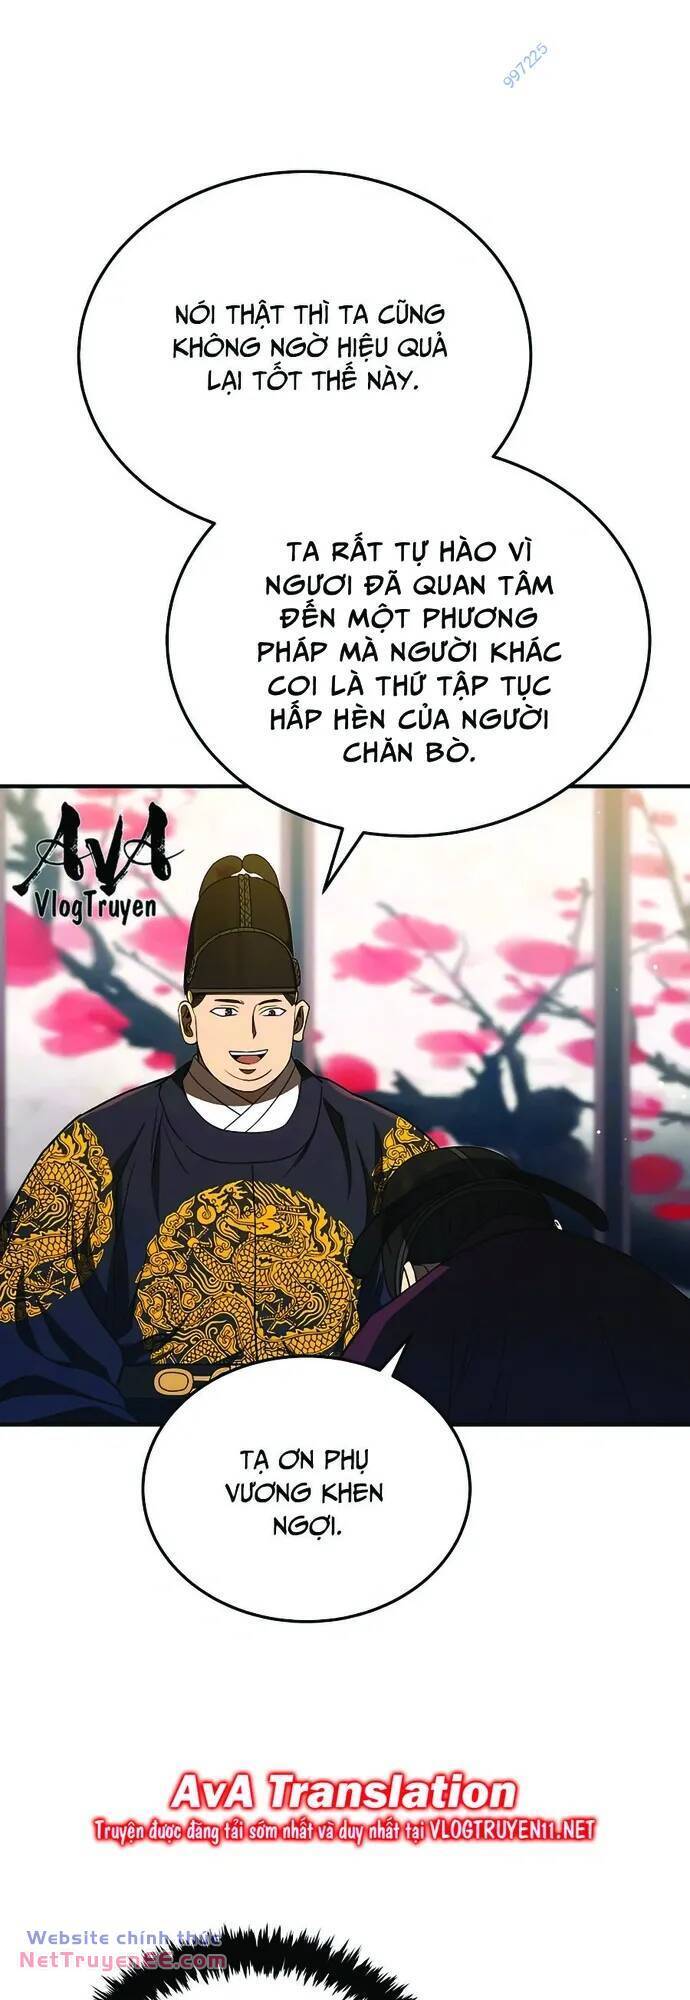 997225
NÓI THẬT THÌ TA CŨNG
KHÔNG NGỜ HIỆU QUẢ
LẠI TỐT THẾ NÀY.
TA RẤT TỰ HÀO VÌ
NGƯƠI ĐÃ QUAN TÂM
ĐẾN MỘT PHƯƠNG
PHÁP MÀ NGƯỜI KHÁC
COI LÀ THỨ TẬP TỤC
HẤP HÈN CỦA NGƯỜI
CHĂN BÒ.
AvA
VlogTruyen
TẠ ƠN PHỤ
VƯƠNG KHEN
NGỢI.
AvA Translation
Truyện được đăng tải sớm nhất và duy nhất tại VLOGTRUYEN11.NET
Website chính thức
NetTruyenEE.com